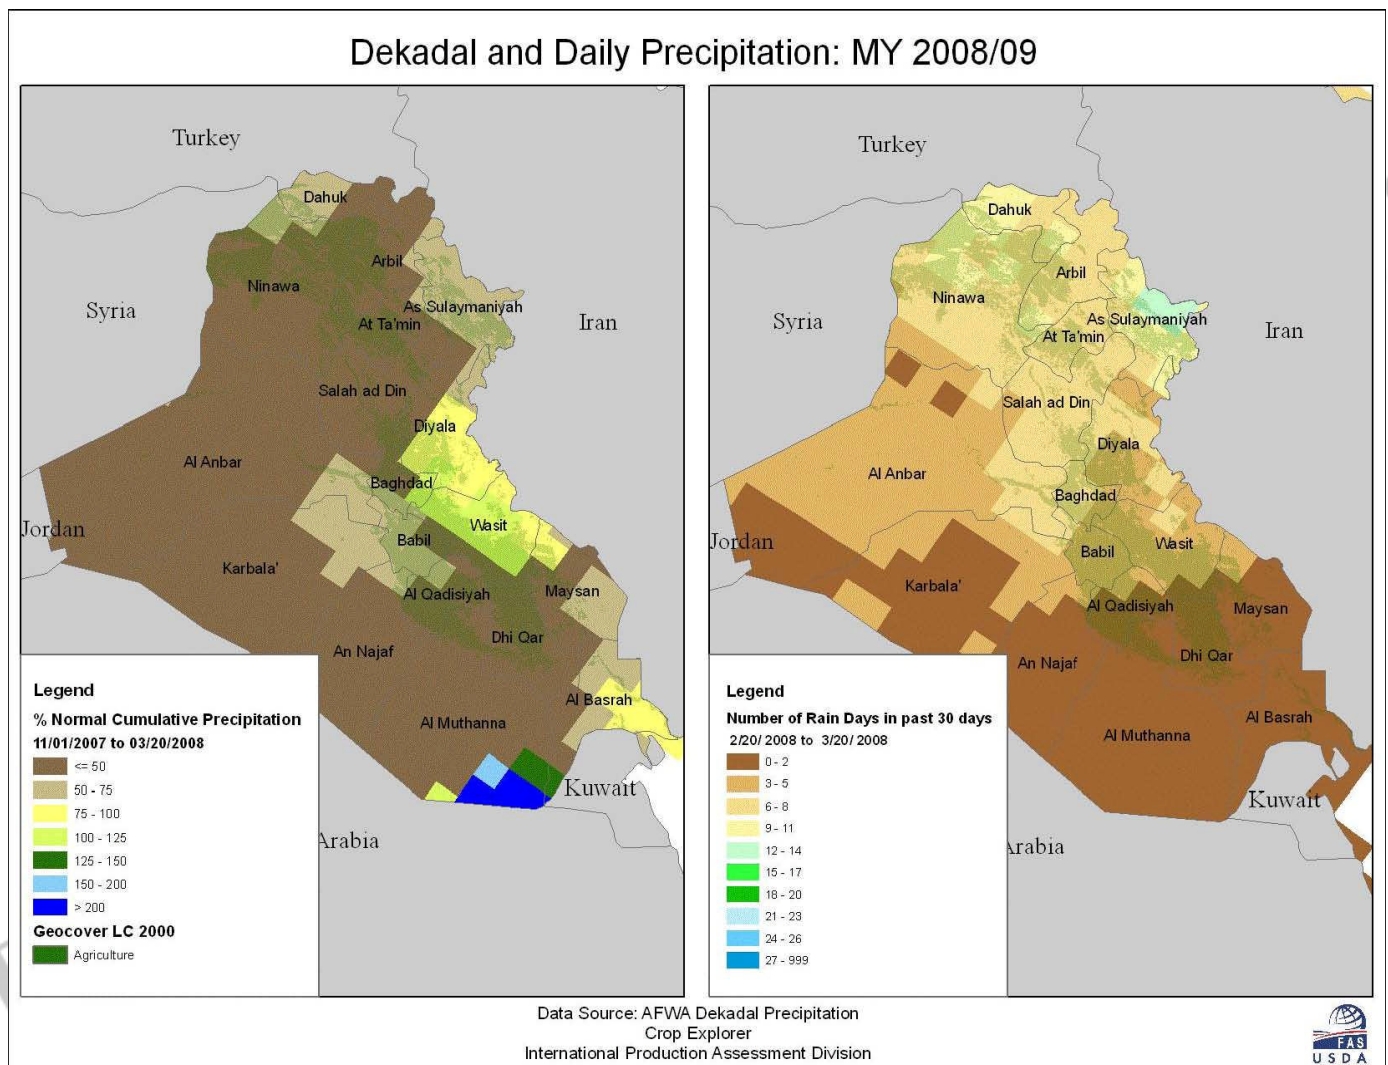 Dekadal and Daily Precipitation: MY 2008/09
Turkey
Dahuk
Arbil
Ninawa
As Sulaymaniyah
Syria
At Ta'min
Iran
Salah ad Din
Diyala
Al Anbar
Baghdad
Jordan
Wasit
Babil
Karbala'
Al Qadisiyah
Maysan
Dhi Qar
An Najaf
Al Basrah
Al Muthanna
Kuwait
Arabia
Legend
% Normal Cumulative Precipitation
11/01/2007 to 03/20/2008
<= 50
50 - 75
75 - 100
100 - 125
125 - 150
150 - 200
> 200
Geocover LC 2000
Agriculture
Turkey
Dahuk
Arbil
Ninawa
As Sulaymaniyah
Syria
Iran
At Ta'min
Salah ad Din
Diyala
Al Anbar
Baghdad
Jordan
Wasit
Babil
Karbala'
Al Qadisiyah
Maysan
Dhi Qar
An Najaf
Al Basrah
Al Muthanna
Kuwait
Arabia
Legend
Number of Rain Days in past 30 days
2/20/ 2008 to 3/20/ 2008
0 - 2
3 - 5
6 - 8
9 - 11
12 - 14
15 - 17
18 - 20
21 - 23
24 - 26
27 - 999
Data Source: AFWA Dekadal Precipitation
Crop Explorer
International Production Assessment Division
FAS
USDA